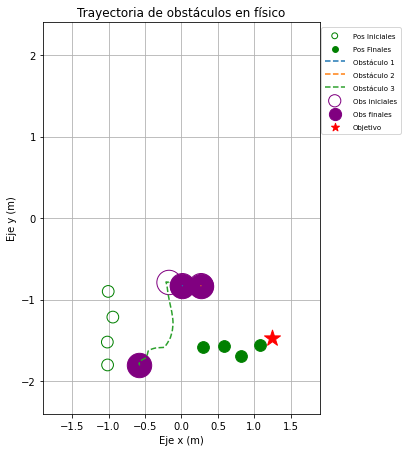 Trayectoria de obstáculos en físico
Pos Iniciales
Pos Finales
Obstáculo 1
Obstáculo 2
Obstáculo 3
Obs Iniciales
Obs finales
Objetivo
Eje y (m)
2
1
0
−1
−2
−1.5
−1.0
−0.5
0.0
0.5
1.0
1.5
Eje x (m)